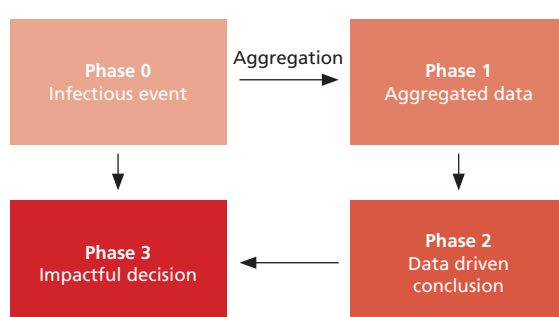 Phase 0
Infectious event
Aggregation
Phase 1
Aggregated data
Phase 3
Impactful decision
Phase 2
Data driven
conclusion